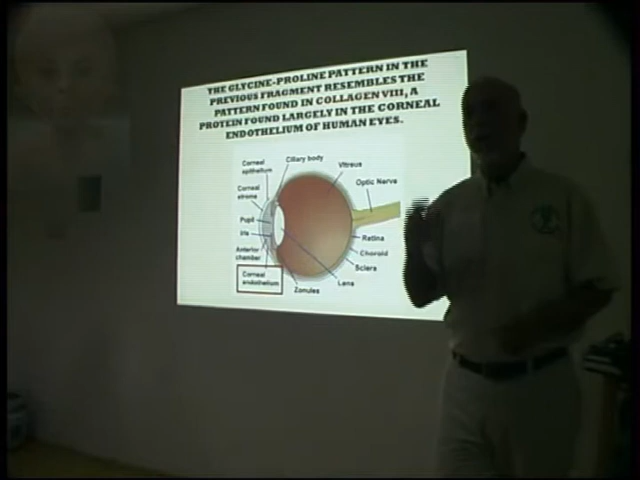 THE GLYCINE-PROLINE PATTERN IN THE
PREVIOUS FRAGMENT RESEMBLES THE
PATTERN FOUND IN COLLAGEN VIII, A
PROTEIN FOUND LARGELY IN THE CORNEAL
ENDOTHELIUM OF HUMAN EYES.
Corneal
epithelium
Ciliary body
Vitreus
Optic Nerve
Corneal
stroma
Pupil
Iris
Anterior
chamber
Corneal
endothelium
Zonules
Lens
Retina
Choroid
Sclera